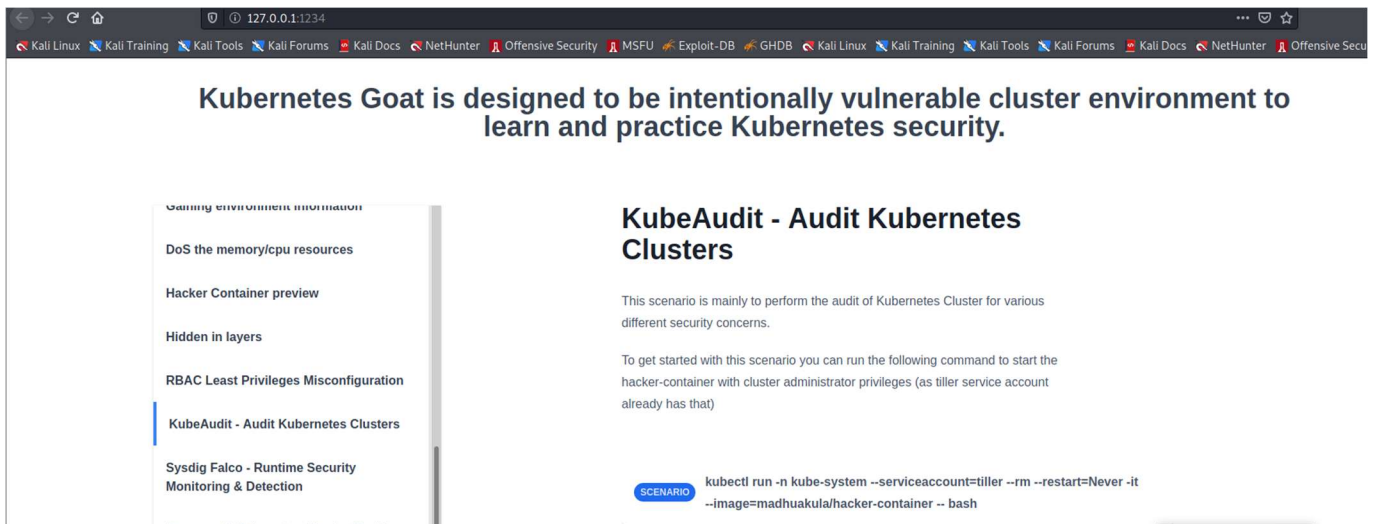 127.0.0.1:1234
Kali Linux Kali Training Kali Tools Kali Forums Kali Docs NetHunter Offensive Security MSFU Exploit-DB GHDB Kali Linux Kali Training Kali Tools Kali Forums Kali Docs NetHunter Offensive Secu
Kubernetes Goat is designed to be intentionally vulnerable cluster environment to
learn and practice Kubernetes security.
Gaining environment information
DoS the memory/cpu resources
Hacker Container preview
Hidden in layers
RBAC Least Privileges Misconfiguration
KubeAudit - Audit Kubernetes Clusters
Sysdig Falco - Runtime Security
Monitoring & Detection
KubeAudit - Audit Kubernetes
Clusters
This scenario is mainly to perform the audit of Kubernetes Cluster for various
different security concerns.
To get started with this scenario you can run the following command to start the
hacker-container with cluster administrator privileges (as tiller service account
already has that)
SCENARIO
kubectl run -n kube-system --serviceaccount=tiller --rm --restart=Never -it
--image=madhuakula/hacker-container -- bash